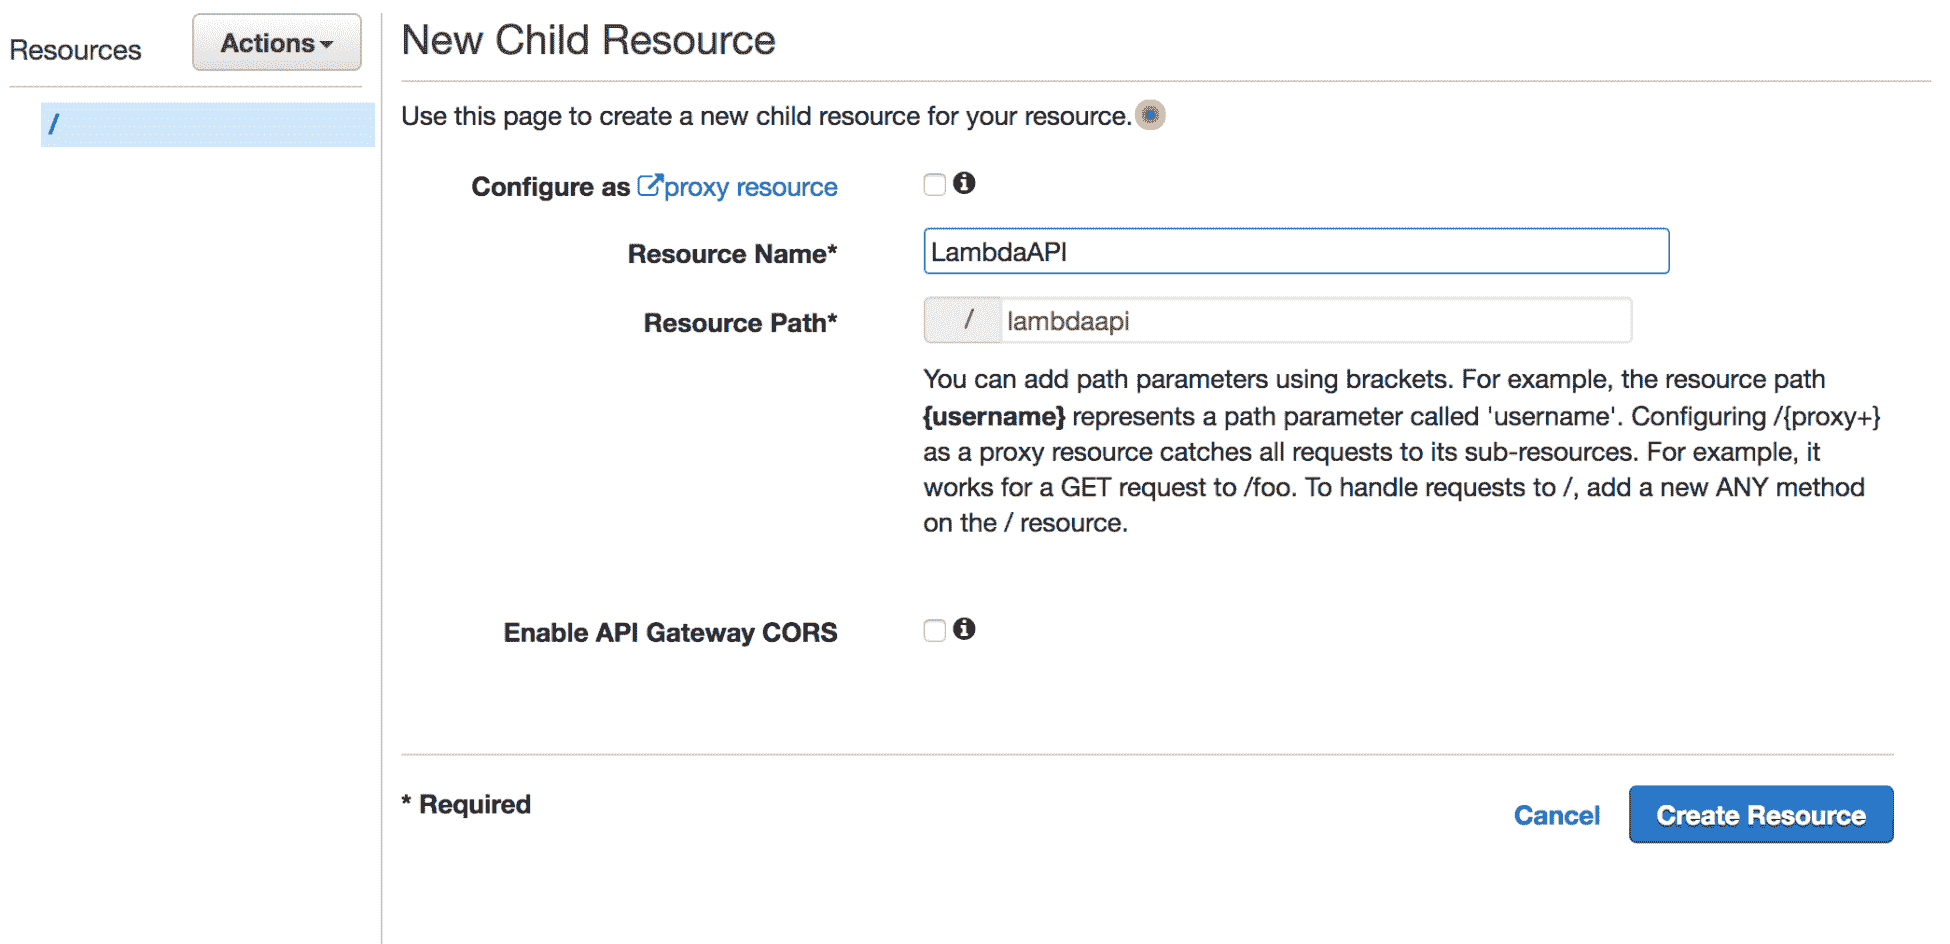 Resources
Actions
/
New Child Resource
Use this page to create a new child resource for your resource.
Configure as proxy resource
Resource Name*
LambdaAPI
Resource Path*
/ lambdaapi
You can add path parameters using brackets. For example, the resource path
{username} represents a path parameter called 'username'. Configuring /{proxy+}
as a proxy resource catches all requests to its sub-resources. For example, it
works for a GET request to /foo. To handle requests to /, add a new ANY method
on the / resource.
Enable API Gateway CORS
* Required
Cancel
Create Resource